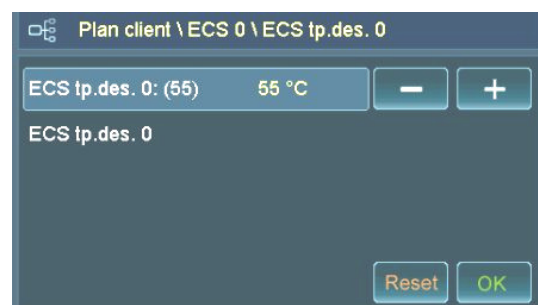 Plan client \ ECS 0 \ ECS tp.des. 0
ECS tp.des. 0: (55) 55 °C − +
ECS tp.des. 0
Reset OK